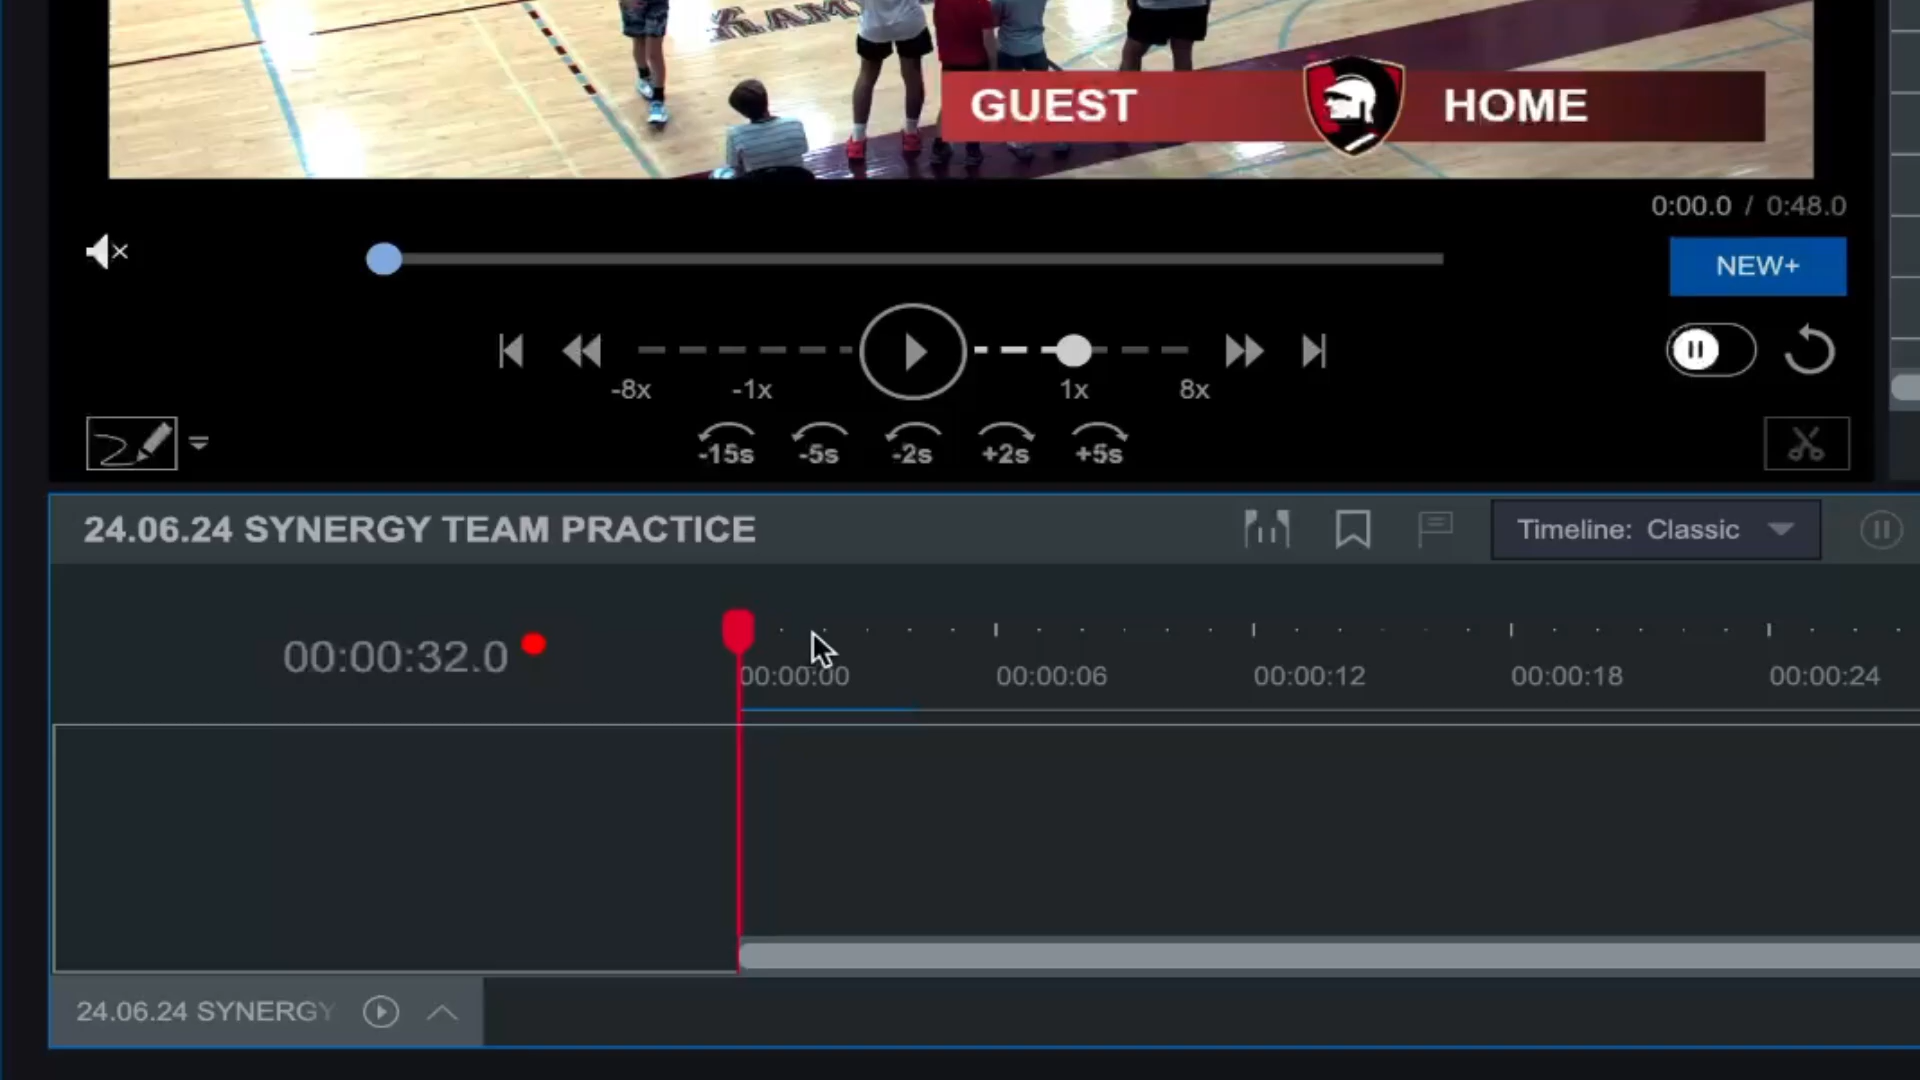 GUEST HOME
0:00.0 / 0:48.0
NEW+
-8x -1x 1x 8x
-15s -5s -2s +2s +5s
24.06.24 SYNERGY TEAM PRACTICE
Timeline: Classic
00:00:32.0
00:00:00 00:00:06 00:00:12 00:00:18 00:00:24
24.06.24 SYNERGY